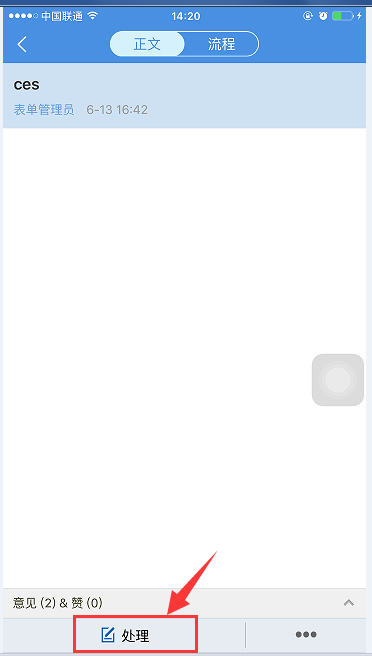 中国联通 14:20
正文 流程
ces
表单管理员 6-13 16:42
意见 (2) & 赞 (0)
处理